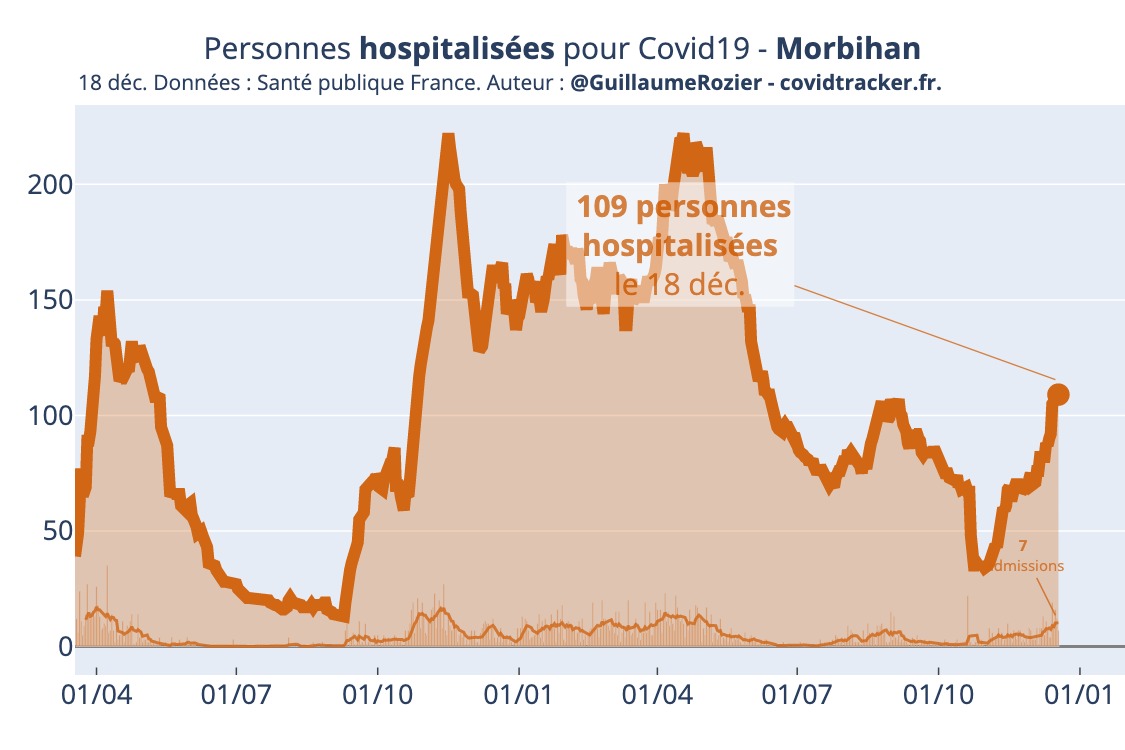 Personnes hospitalisées pour Covid19 - Morbihan
18 déc. Données : Santé publique France. Auteur : @GuillaumeRozier - covidtracker.fr.
200
109 personnes
hospitalisées
le 18 déc.
150
100
50
7
dmissions
0
01/04 01/07 01/10 01/01 01/04 01/07 01/10 01/01